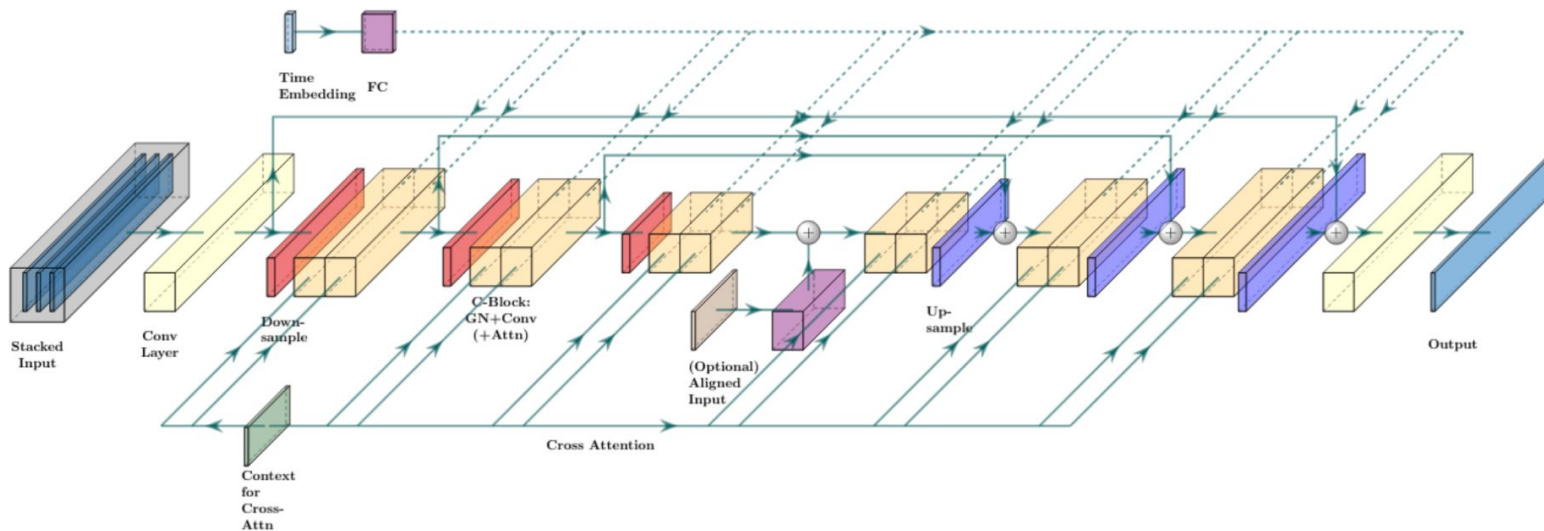 Time
Embedding
FC
Stacked
Input
Conv
Layer
Down-
sample
C-Block:
GN+Conv
(+Attn)
(Optional)
Aligned
Input
Up-
sample
Output
Cross Attention
Context
for
Cross-
Attn